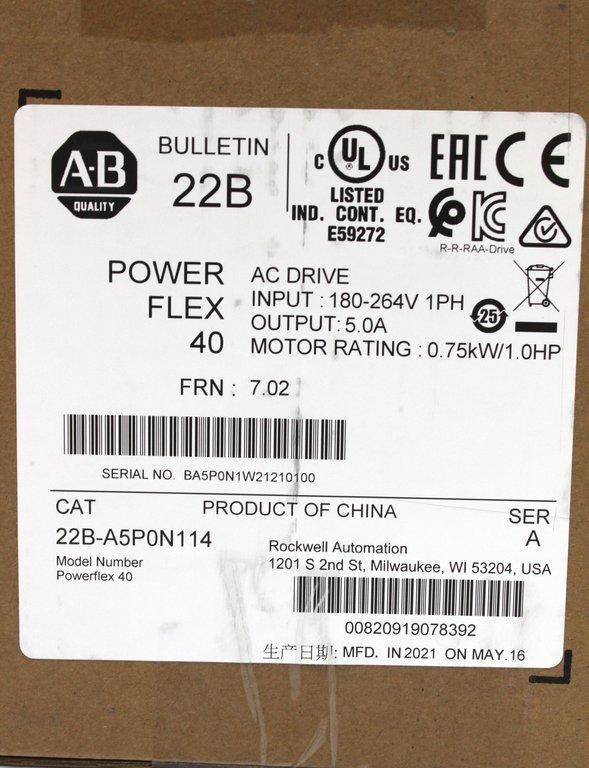 A-B
QUALITY
BULLETIN
22B
C UL US
LISTED
IND. CONT. EQ.
E59272
EAC CE
KC
R-R-RAA-Drive
POWER
FLEX
40
AC DRIVE
INPUT : 180-264V 1PH
OUTPUT: 5.0A
MOTOR RATING : 0.75kW/1.0HP
25
FRN : 7.02
SERIAL NO. BA5P0N1W21210100
CAT
22B-A5P0N114
Model Number
Powerflex 40
PRODUCT OF CHINA
SER
A
Rockwell Automation
1201 S 2nd St, Milwaukee, WI 53204, USA
00820919078392
生产日期: MFD. IN 2021 ON MAY.16